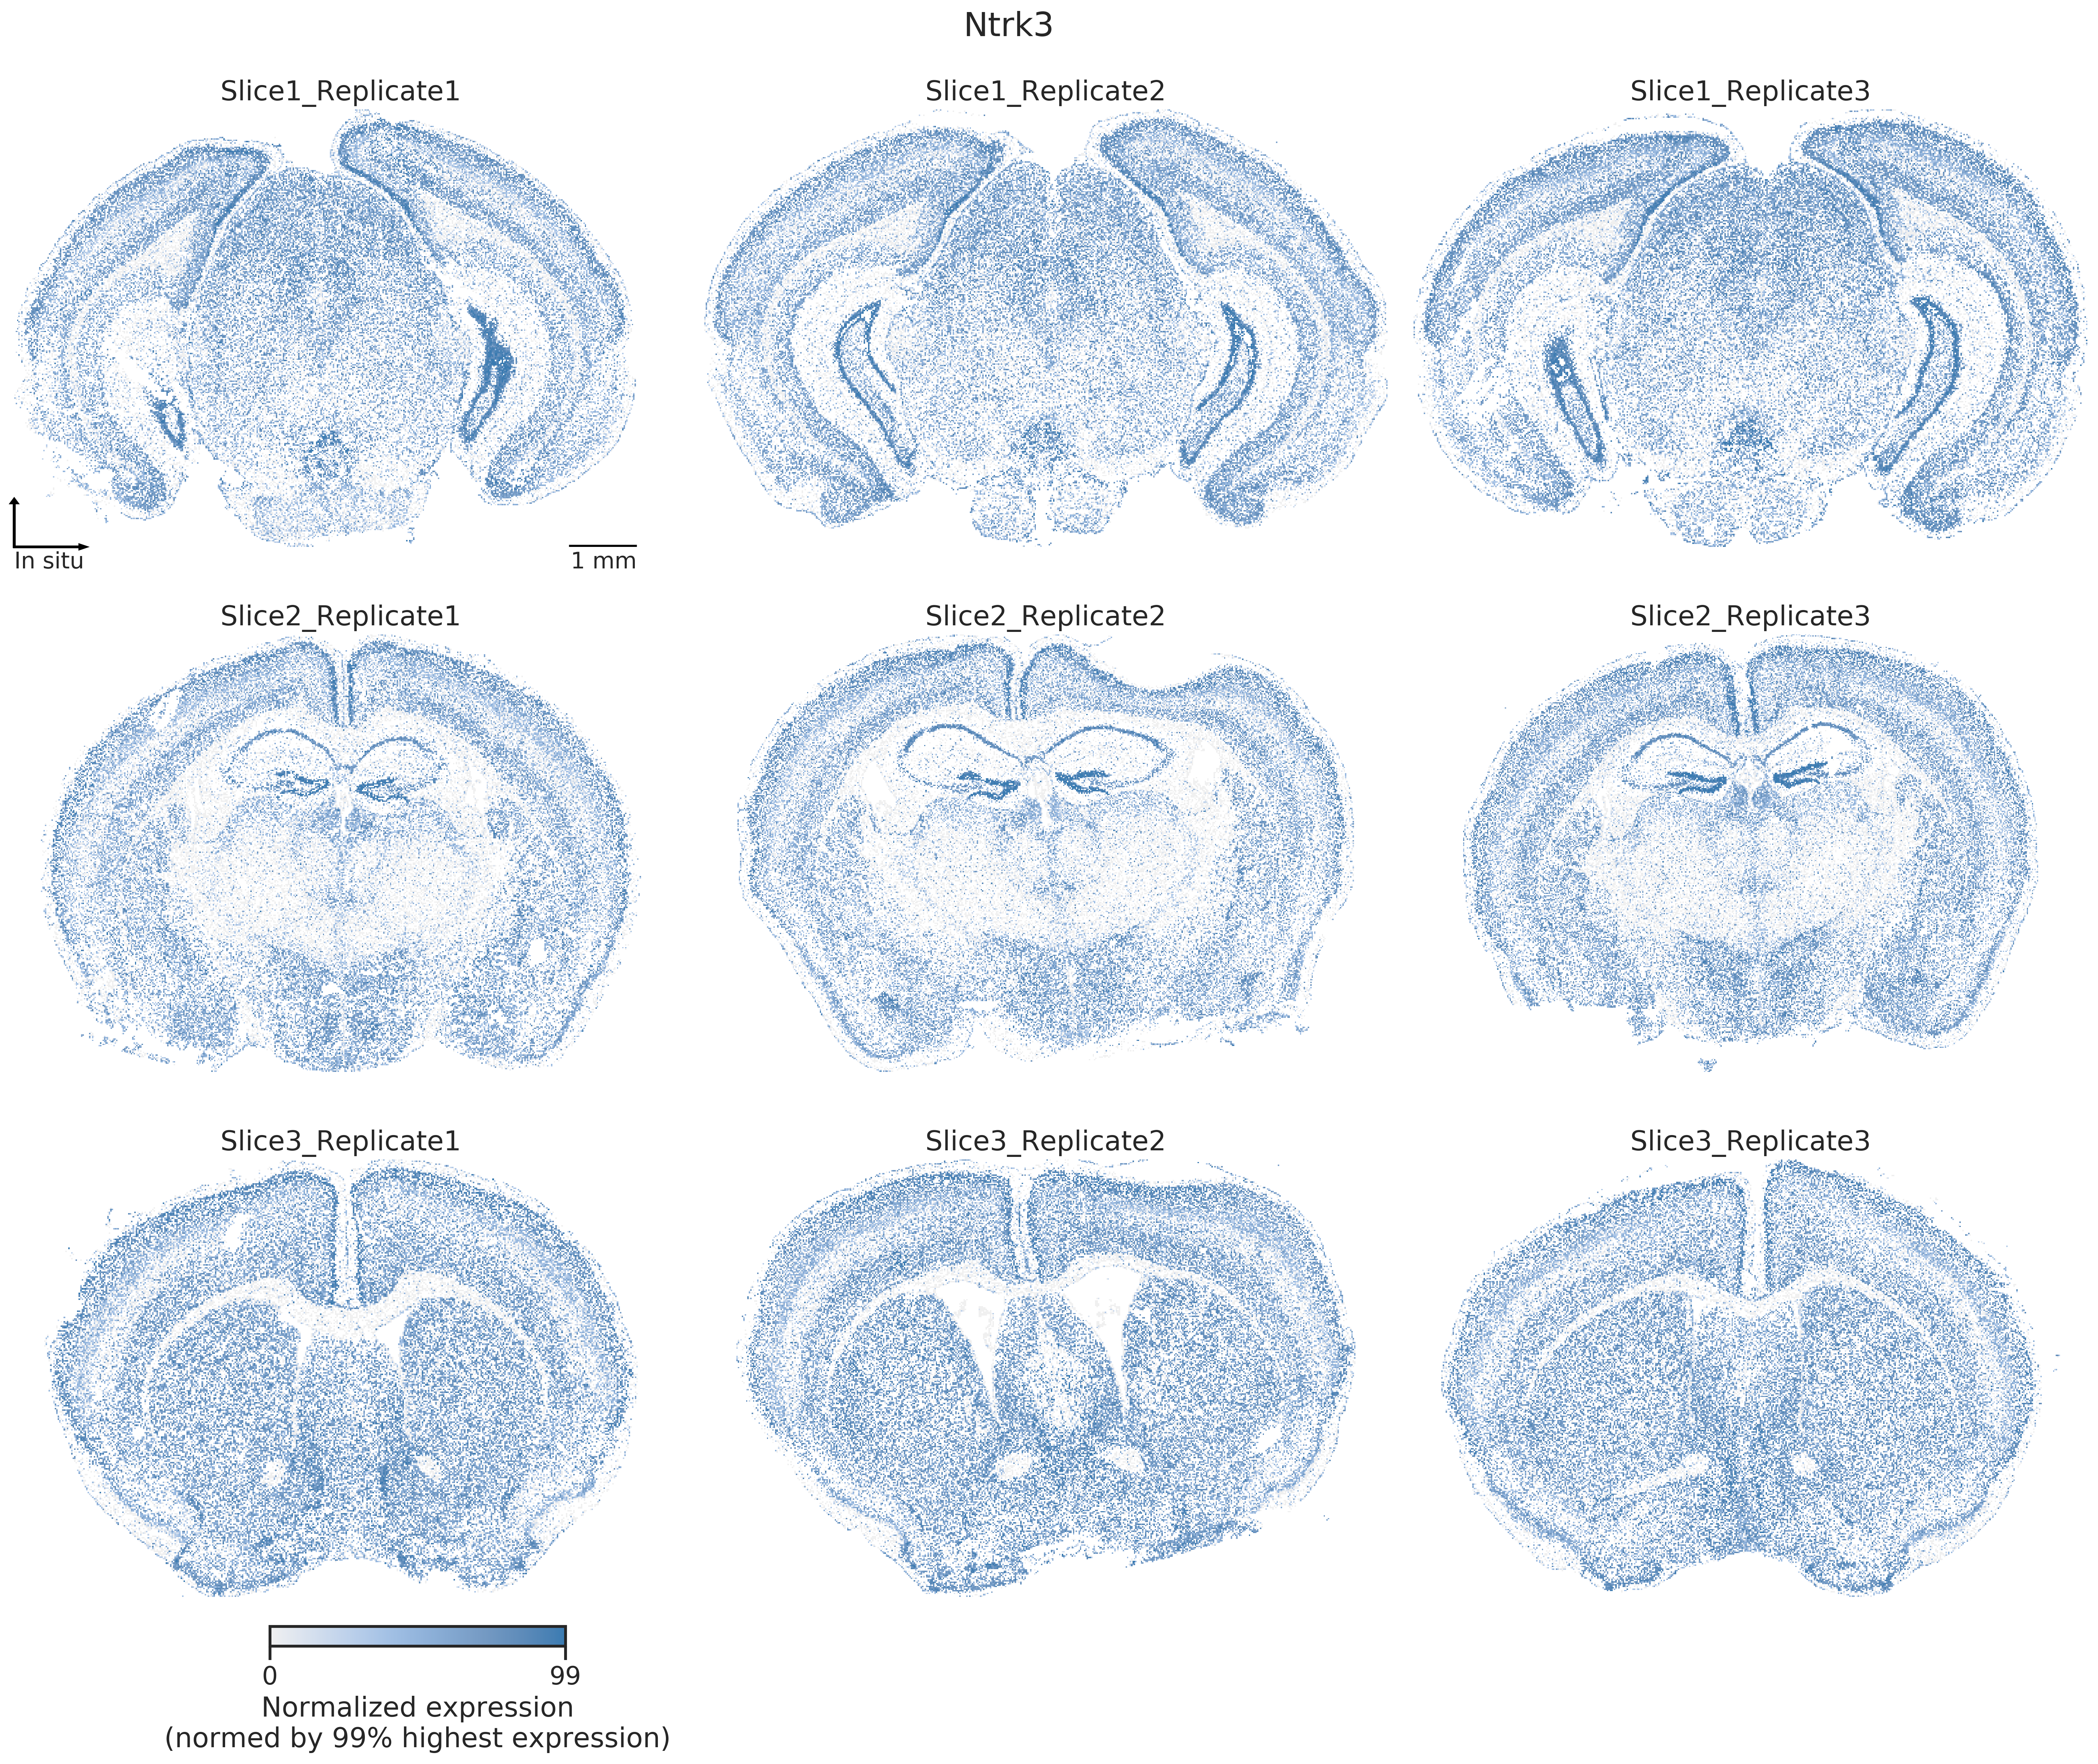 Ntrk3
Slice1_Replicate1
Slice1_Replicate2
Slice1_Replicate3
In situ
1 mm
Slice2_Replicate1
Slice2_Replicate2
Slice2_Replicate3
Slice3_Replicate1
Slice3_Replicate2
Slice3_Replicate3
0
99
Normalized expression
(normed by 99% highest expression)